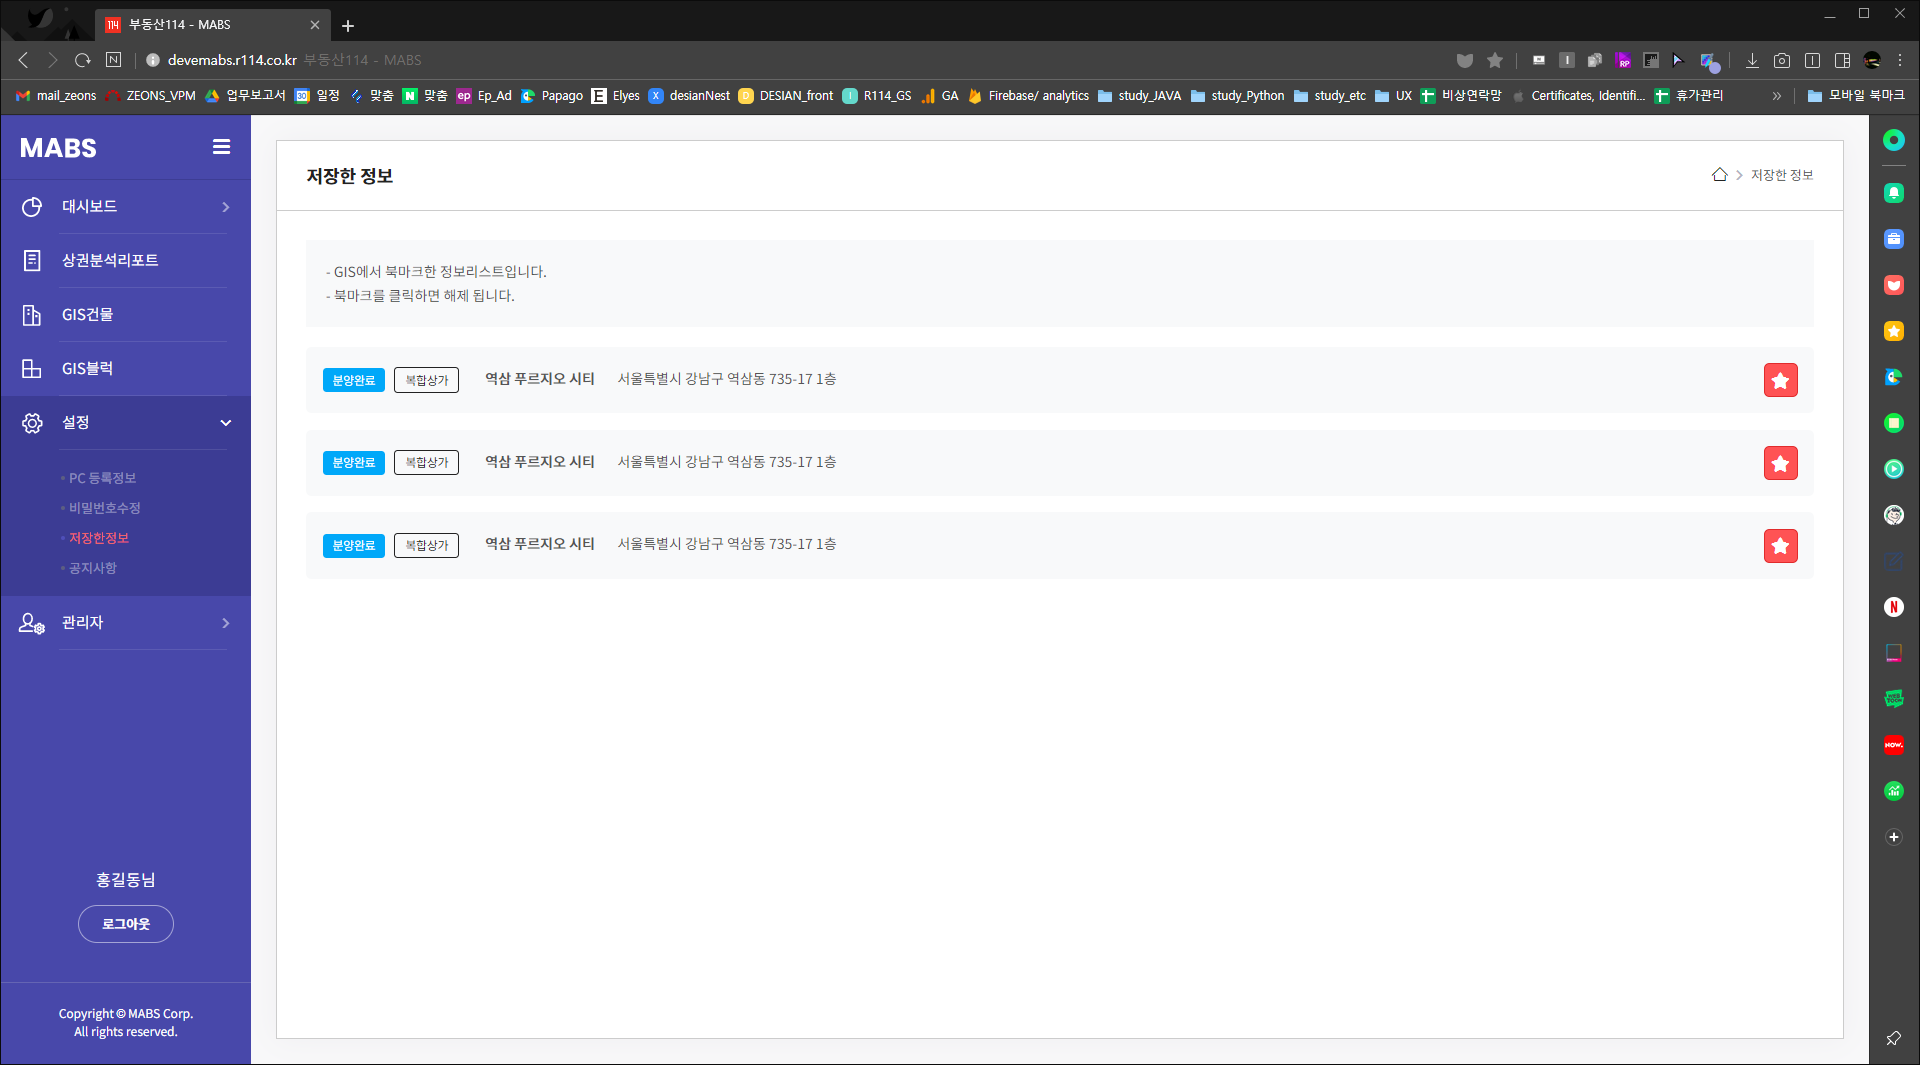 부동산114 - MABS
devemabs.r114.co.kr 부동산114 - MABS
mail_zeons ZEONS_VPM 업무보고서 일정 맞춤 맞춤 Ep_Ad Papago Elyes desianNest DESIAN_front R114_GS GA Firebase/ analytics study_JAVA study_Python study_etc UX 비상연락망 Certificates, Identifi... 휴가관리 » 모바일 북마크
MABS
대시보드
상권분석리포트
GIS건물
GIS블럭
설정
PC 등록정보
비밀번호수정
저장한정보
공지사항
관리자
홍길동님
로그아웃
Copyright © MABS Corp.
All rights reserved.
저장한 정보
저장한 정보
- GIS에서 북마크한 정보리스트입니다.
- 북마크를 클릭하면 해제 됩니다.
분양완료 복합상가 역삼 푸르지오 시티 서울특별시 강남구 역삼동 735-17 1층
분양완료 복합상가 역삼 푸르지오 시티 서울특별시 강남구 역삼동 735-17 1층
분양완료 복합상가 역삼 푸르지오 시티 서울특별시 강남구 역삼동 735-17 1층